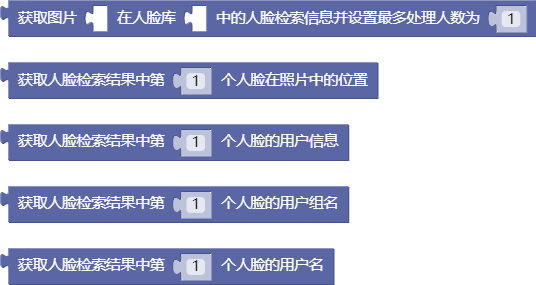 获取图片 在人脸库 中的人脸检索信息并设置最多处理人数为 1
获取人脸检索结果中第 1 个人脸在照片中的位置
获取人脸检索结果中第 1 个人脸的用户信息
获取人脸检索结果中第 1 个人脸的用户组名
获取人脸检索结果中第 1 个人脸的用户名